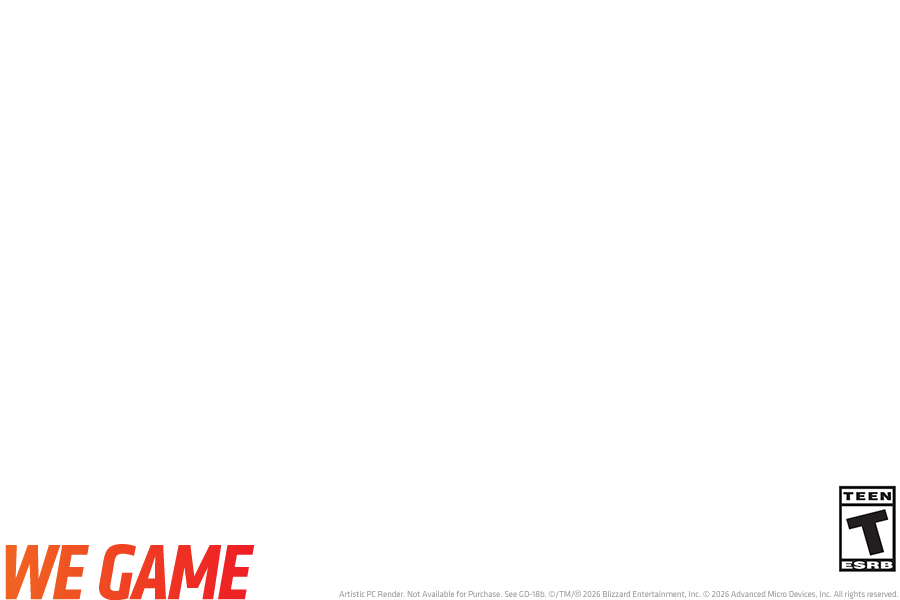 TEEN
T
ESRB
WE GAME
Artistic PC Render. Not Available for Purchase. See GD-18b. ©/TM/® 2026 Blizzard Entertainment, Inc. © 2026 Advanced Micro Devices, Inc. All rights reserved.